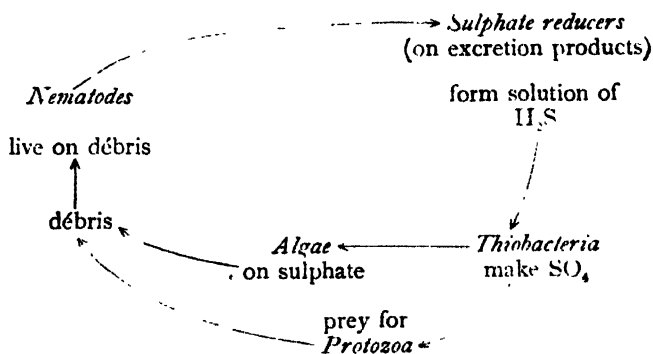 Sulphate reducers
(on excretion products)
Nematodes
form solution of
H₂S
live on débris
débris
Algae
on sulphate
Thiobacteria
make SO₄
prey for
Protozoa